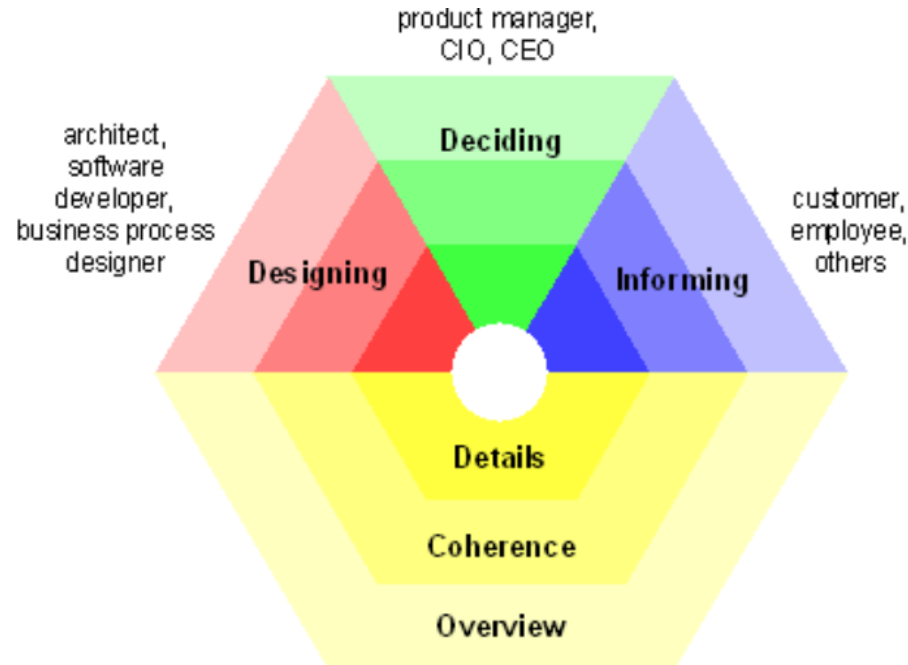 product manager,
CIO, CEO
Deciding
architect,
software
developer,
business process
designer
Designing
customer,
employee,
others
Informing
Details
Coherence
Overview